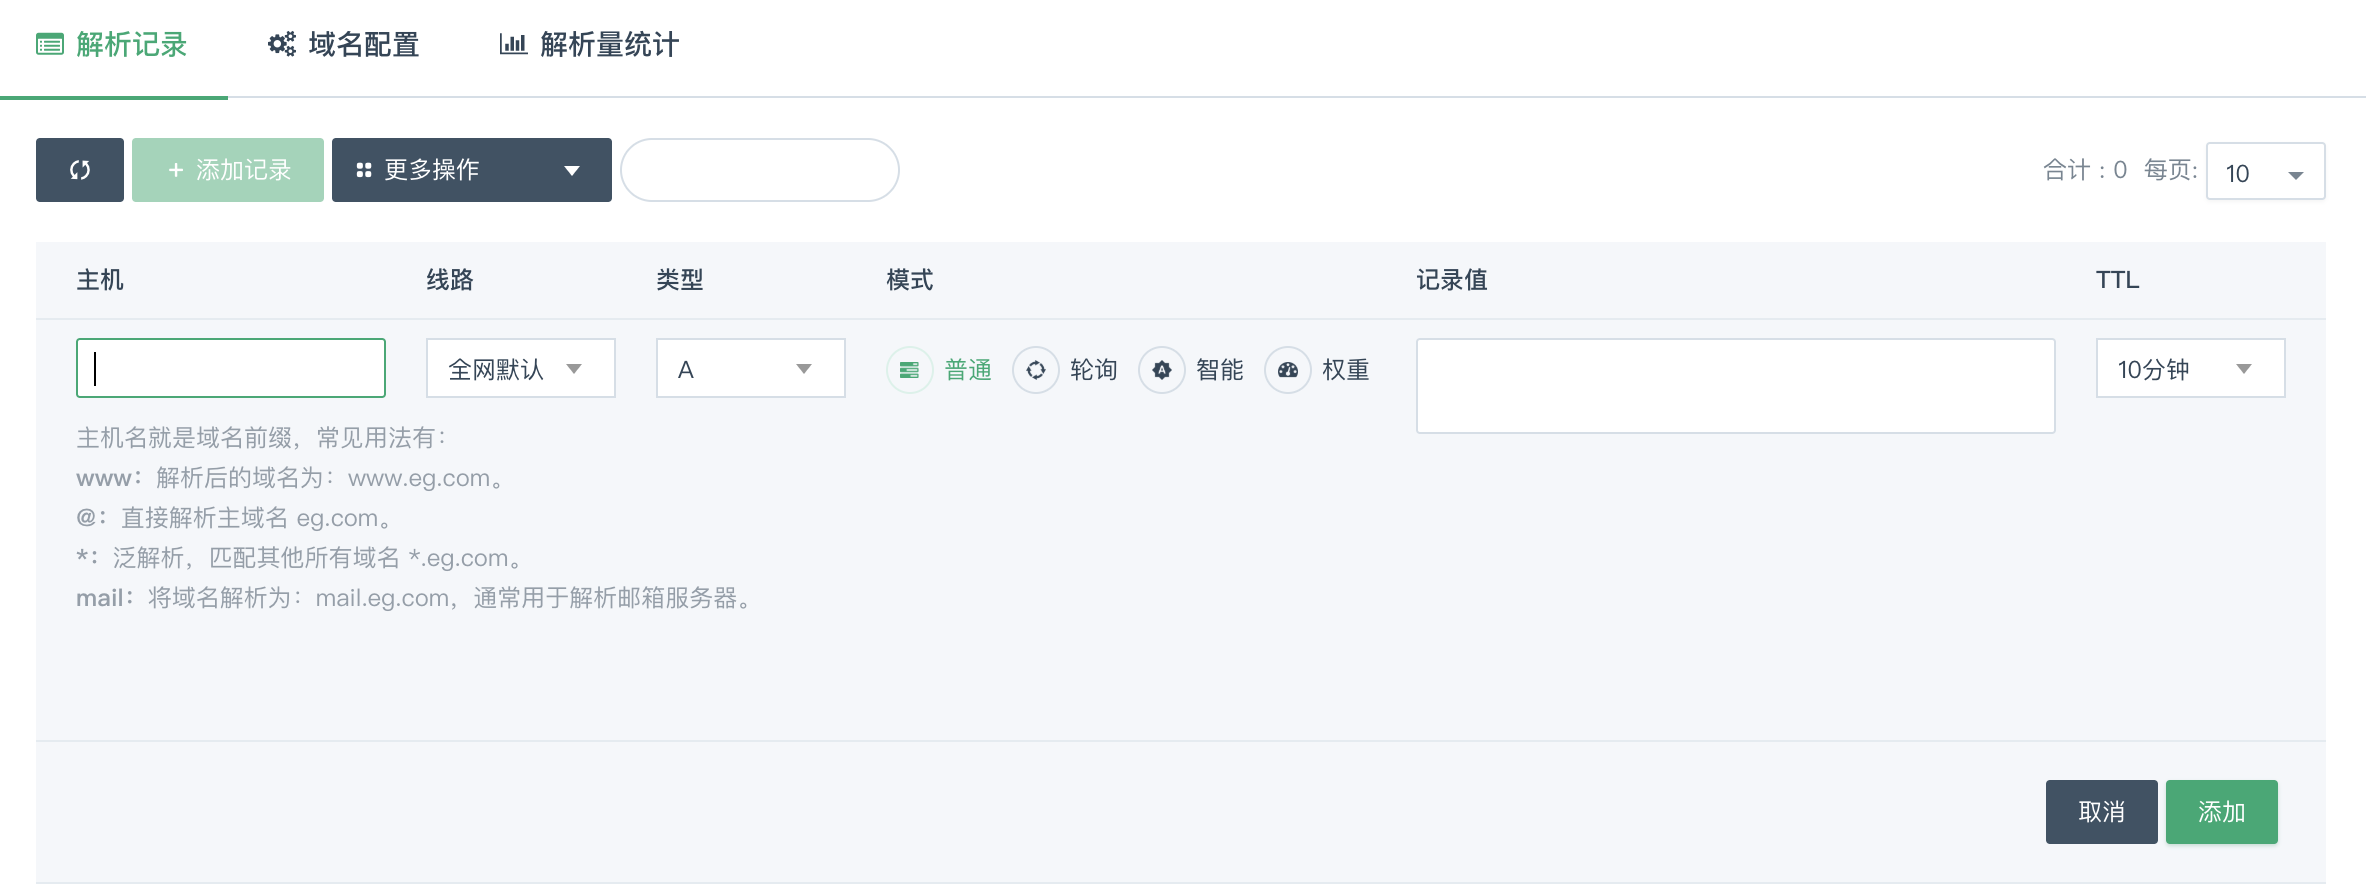 解析记录 域名配置 解析量统计
+ 添加记录 更多操作 合计 : 0 每页: 10
主机 线路 类型 模式 记录值 TTL
全网默认 A 普通 轮询 智能 权重 10分钟
主机名就是域名前缀，常见用法有：
www：解析后的域名为：www.eg.com。
@：直接解析主域名 eg.com。
*：泛解析，匹配其他所有域名 *.eg.com。
mail：将域名解析为：mail.eg.com，通常用于解析邮箱服务器。
取消 添加